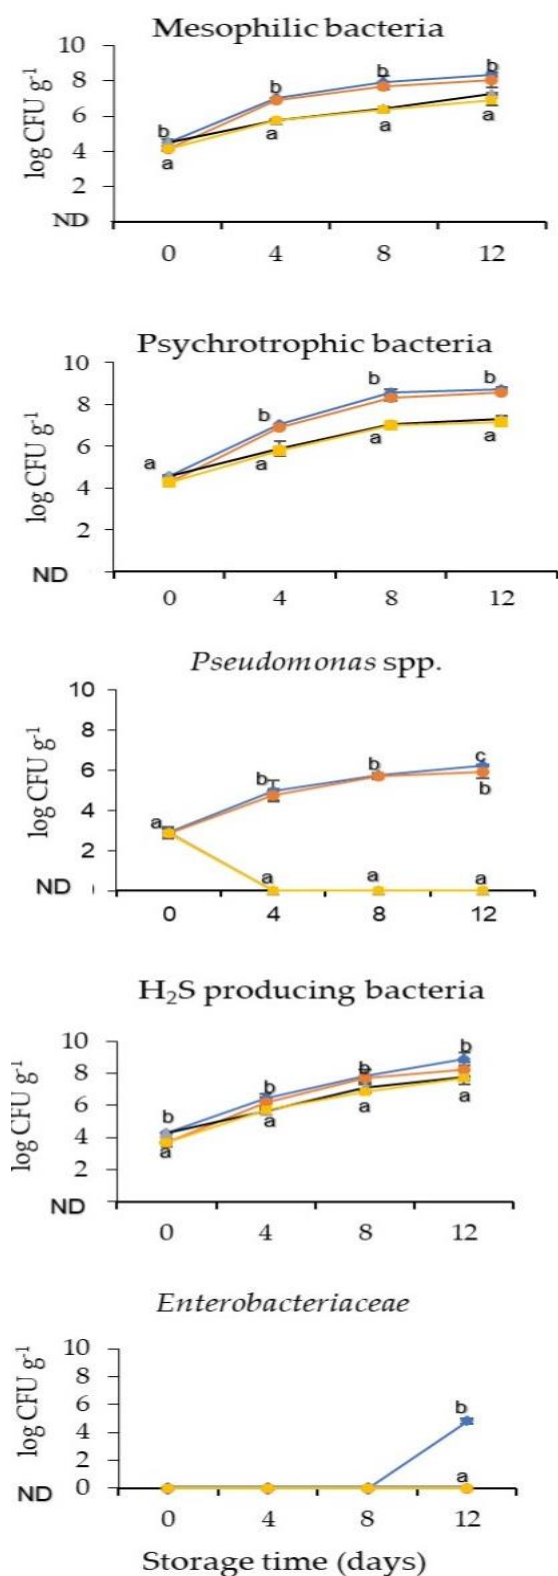 Mesophilic bacteria
10
b
b
b
8
log CFU g-1
6
b
4
a
a
a
a
2
ND
0 4 8 12
Psychrotrophic bacteria
10
b
b
8
b
log CFU g-1
6
a
a
a
a
4
2
ND
0 4 8 12
Pseudomonas spp.
10
8
log CFU g-1
c
6
b
b
b
4
a
2
a
a
a
ND
0 4 8 12
H2S producing bacteria
10
b
b
8
b
log CFU g-1
6
b
a
a
a
4
a
2
ND
0 4 8 12
Enterobacteriaceae
10
8
log CFU g-1
6
b
4
2
a
0
ND
0 4 8 12
Storage time (days)